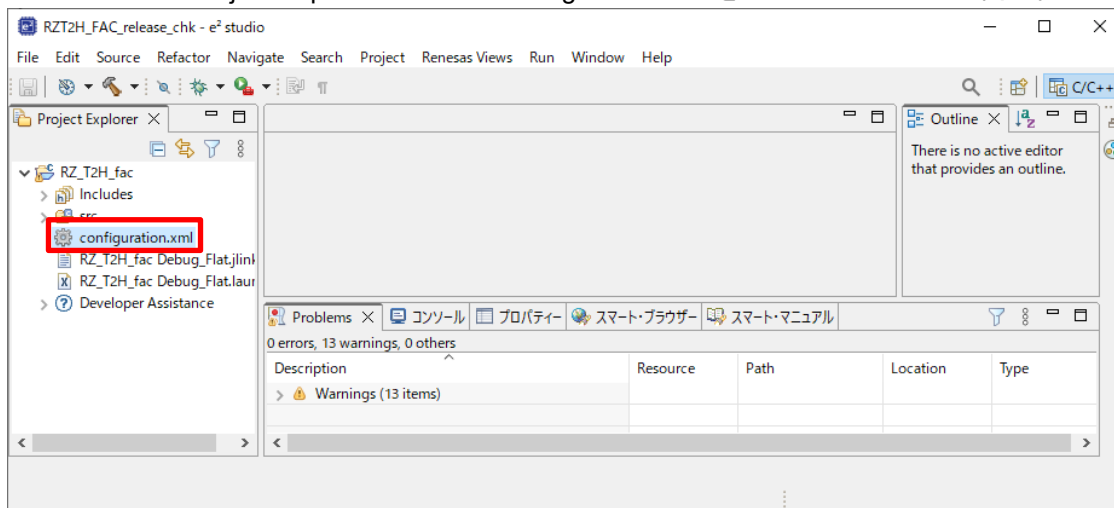 RZT2H_FAC_release_chk - e² studio
File Edit Source Refactor Navigate Search Project Renesas Views Run Window Help
C/C++
Project Explorer
Outline
There is no active editor
that provides an outline.
RZ_T2H_fac
Includes
src
configuration.xml
RZ_T2H_fac Debug_Flat.jlink
RZ_T2H_fac Debug_Flat.laun
Developer Assistance
Problems コンソール プロパティー スマート・ブラウザー スマート・マニュアル
0 errors, 13 warnings, 0 others
Description Resource Path Location Type
Warnings (13 items)